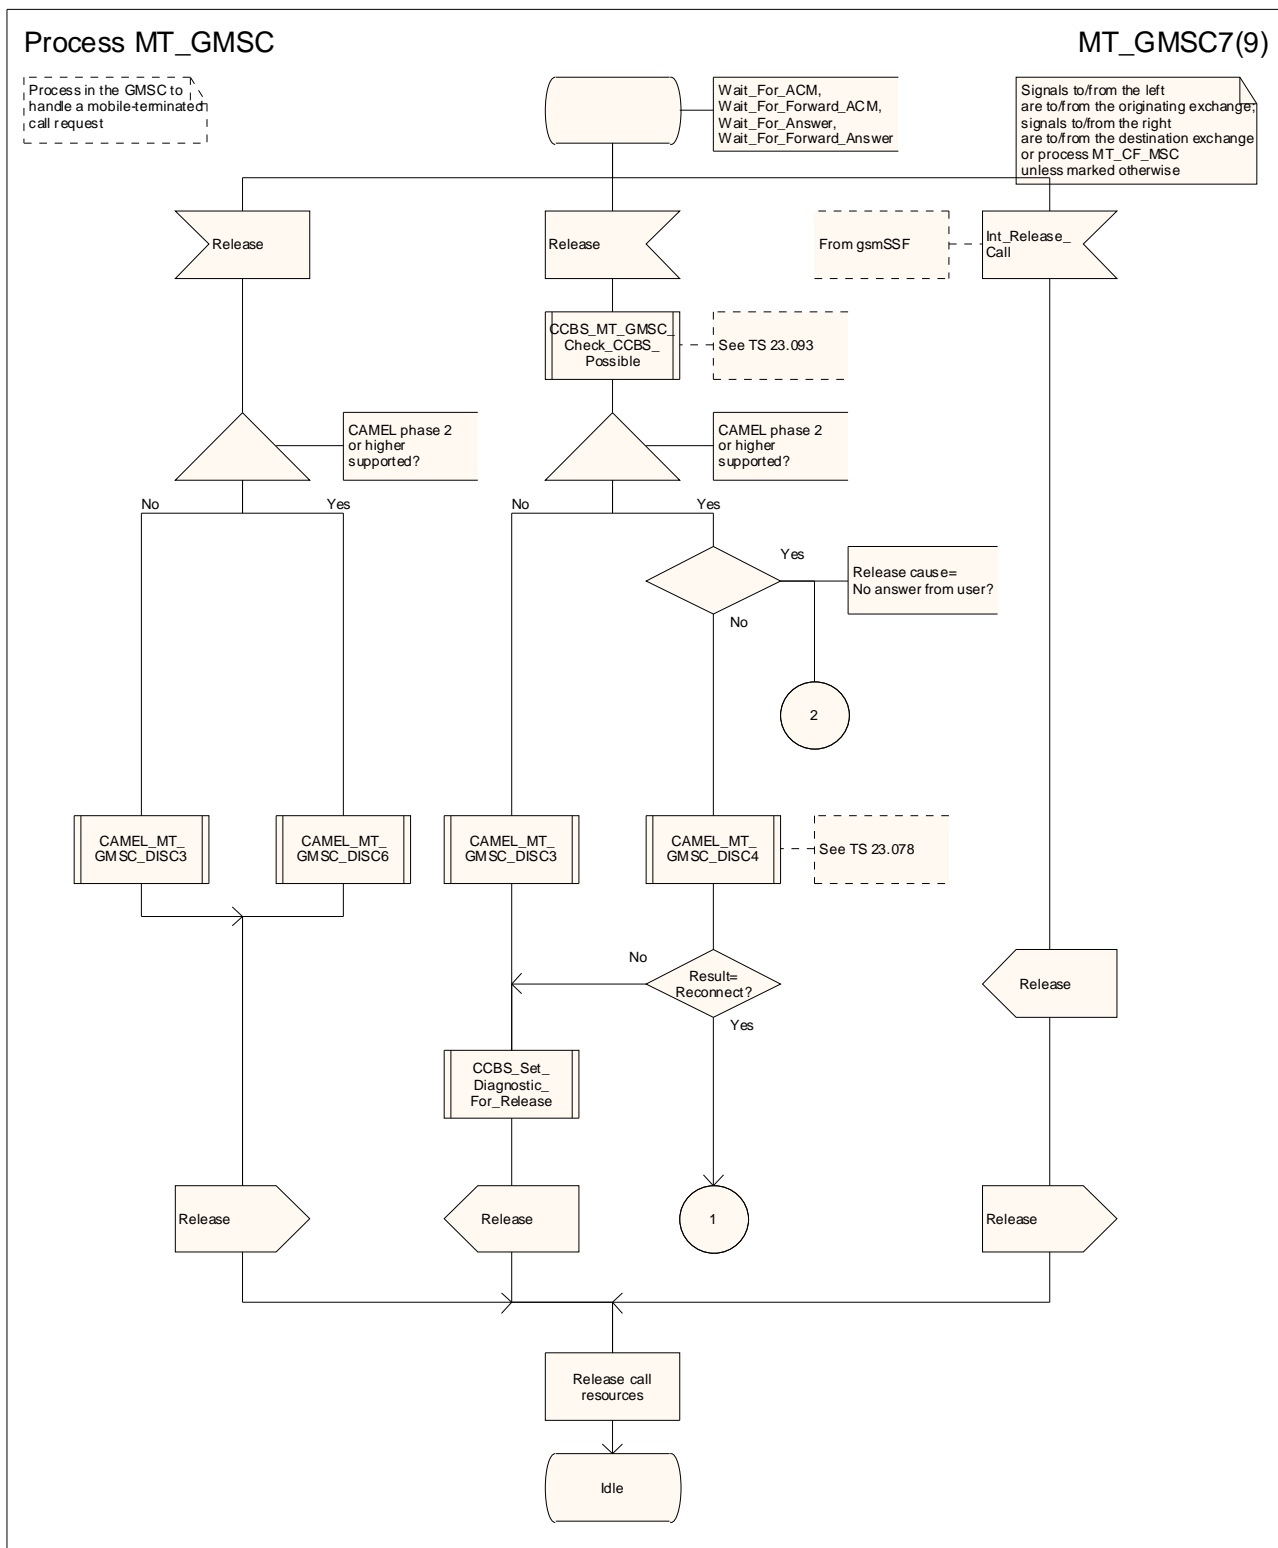 Process MT_GMSC
MT_GMSC7(9)
Process in the GMSC to
handle a mobile-terminated
call request
Wait_For_ACM,
Wait_For_Forward_ACM,
Wait_For_Answer,
Wait_For_Forward_Answer
Signals to/from the left
are to/from the originating exchange;
signals to/from the right
are to/from the destination exchange
or process MT_CF_MSC
unless marked otherwise
Release
Release
From gsmSSF
Int_Release_
Call
CCBS_MT_GMSC_
Check_CCBS_
Possible
See TS 23.093
CAMEL phase 2
or higher
supported?
CAMEL phase 2
or higher
supported?
No
Yes
No
Yes
Yes
Release cause=
No answer from user?
No
2
CAMEL_MT_
GMSC_DISC3
CAMEL_MT_
GMSC_DISC6
CAMEL_MT_
GMSC_DISC3
CAMEL_MT_
GMSC_DISC4
See TS 23.078
No
Result=
Reconnect?
Yes
Release
CCBS_Set_
Diagnostic_
For_Release
Release
Release
1
Release
Release call
resources
Idle